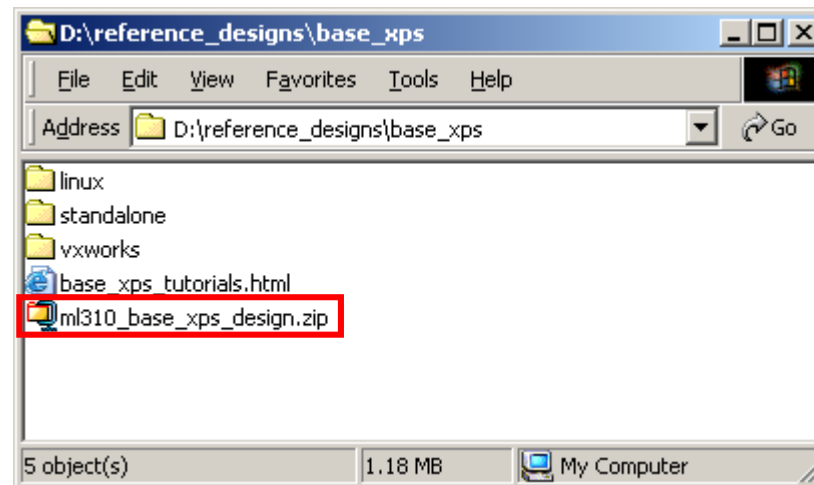 D:\reference_designs\base_xps
File Edit View Favorites Tools Help
Address D:\reference_designs\base_xps Go
linux
standalone
vxworks
base_xps_tutorials.html
ml310_base_xps_design.zip
5 object(s) 1.18 MB My Computer